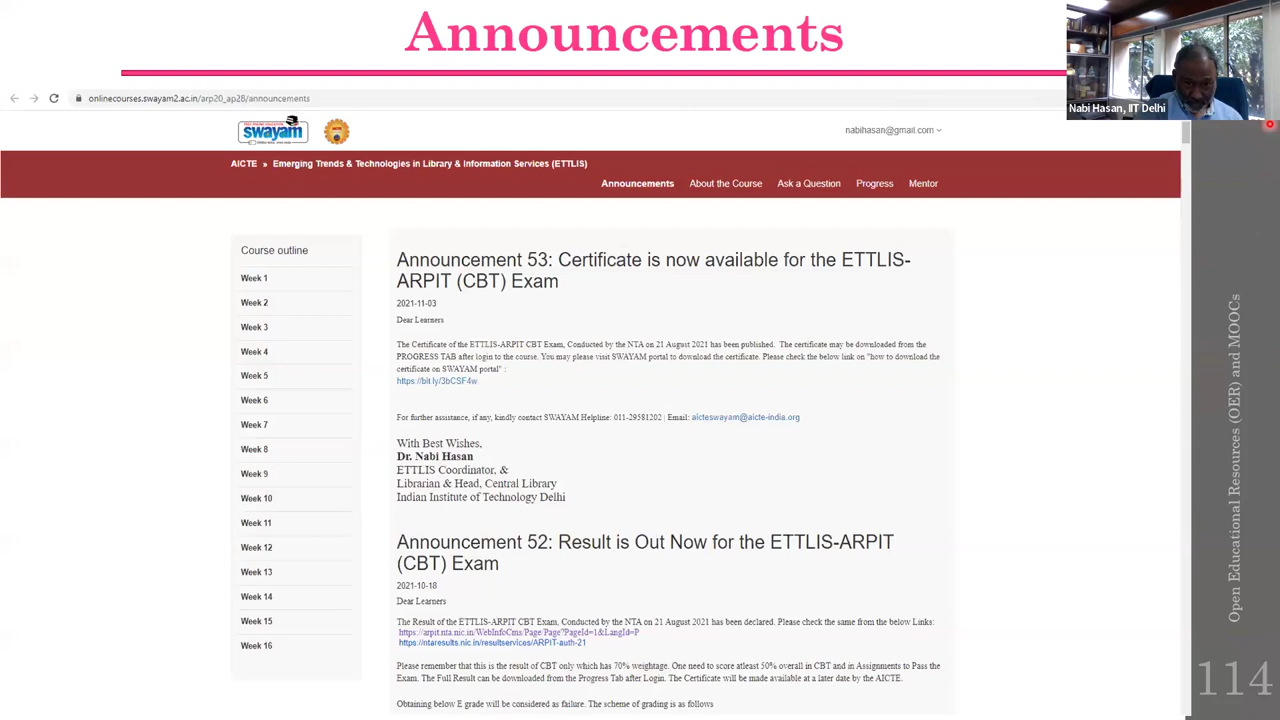 Announcements
Nabi Hasan, IIT Delhi
onlinecourses.swayam2.ac.in/arp20_ap28/announcements
swayam
nabihasan@gmail.com
AICTE » Emerging Trends & Technologies in Library & Information Services (ETTLIS)
Announcements About the Course Ask a Question Progress Mentor
Course outline
Week 1
Week 2
Week 3
Week 4
Week 5
Week 6
Week 7
Week 8
Week 9
Week 10
Week 11
Week 12
Week 13
Week 14
Week 15
Week 16
Announcement 53: Certificate is now available for the ETTLIS-
ARPIT (CBT) Exam
2021-11-03
Dear Learners
The Certificate of the ETTLIS-ARPIT CBT Exam, Conducted by the NTA on 21 August 2021 has been published. The certificate may be downloaded from the
PROGRESS TAB after login to the course. You may please visit SWAYAM portal to download the certificate. Please check the below link on "how to download the
certificate on SWAYAM portal" :
https://bit.ly/3bCSF4w
For further assistance, if any, kindly contact SWAYAM Helpline: 011-29581202 | Email: aicteswayam@aicte-india.org
With Best Wishes,
Dr. Nabi Hasan
ETTLIS Coordinator, &
Librarian & Head, Central Library
Indian Institute of Technology Delhi
Announcement 52: Result is Out Now for the ETTLIS-ARPIT
(CBT) Exam
2021-10-18
Dear Learners
The Result of the ETTLIS-ARPIT CBT Exam, Conducted by the NTA on 21 August 2021 has been declared. Please check the same from the below Links:
https://arpit.nta.nic.in/WebInfoCms/Page/Page?PageId=1&LangId=P
https://ntaresults.nic.in/resultservices/ARPIT-auth-21
Please remember that this is the result of CBT only which has 70% weightage. One need to score atleast 50% overall in CBT and in Assignments to Pass the
Exam. The Full Result can be downloaded from the Progress Tab after Login. The Certificate will be made available at a later date by the AICTE.
Obtaining below E grade will be considered as failure. The scheme of grading is as follows
Open Educational Resources (OER) and MOOCs
114